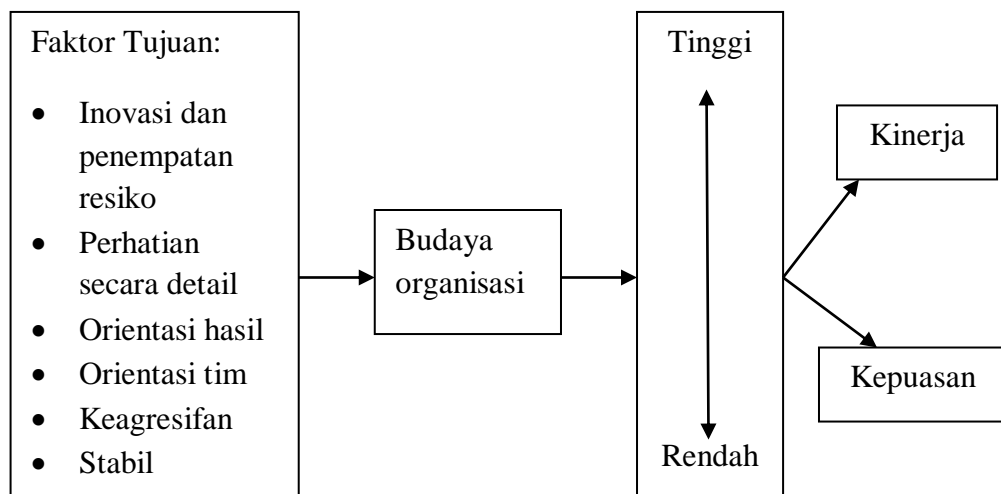 Faktor Tujuan:
• Inovasi dan
penempatan
resiko
• Perhatian
secara detail
• Orientasi hasil
• Orientasi tim
• Keagresifan
• Stabil
Budaya
organisasi
Tinggi
Rendah
Kinerja
Kepuasan